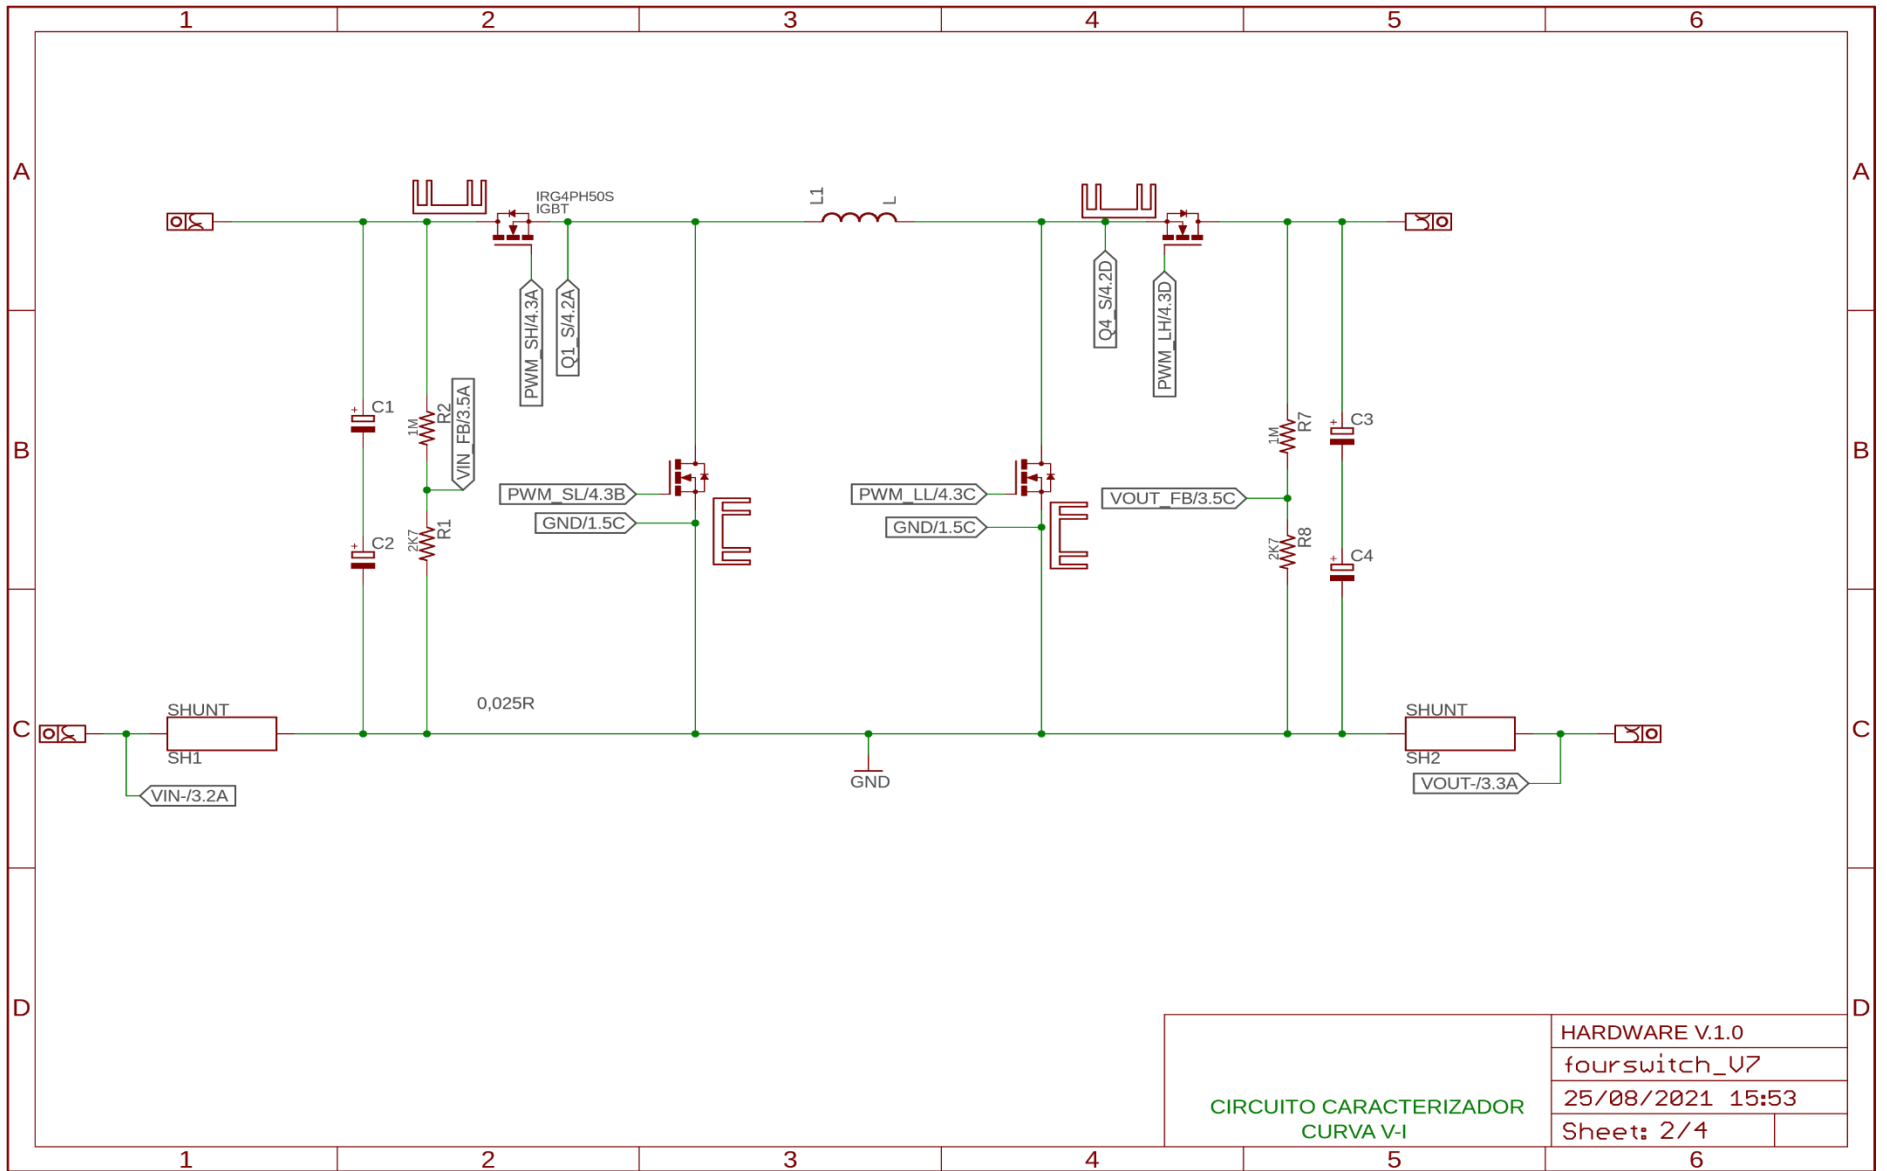 1 2 3 4 5 6
A A
IRG4PH50S
IGBT
L1
L
PWM_SH/4.3A
Q1_S/4.2A
Q4_S/4.2D
PWM_LH/4.3D
C1
1M
R2
VIN_FB/3.5A
1M
R7
C3
B B
PWM_SL/4.3B
GND/1.5C
PWM_LL/4.3C
GND/1.5C
VOUT_FB/3.5C
C2
2K7
R1
2K7
R8
C4
0,025R
SHUNT
SHUNT
C C
SH1
SH2
GND
VIN-/3.2A
VOUT-/3.3A
D D
HARDWARE V.1.0
fourswitch_V7
25/08/2021 15:53
CIRCUITO CARACTERIZADOR
CURVA V-I
Sheet: 2/4
1 2 3 4 5 6